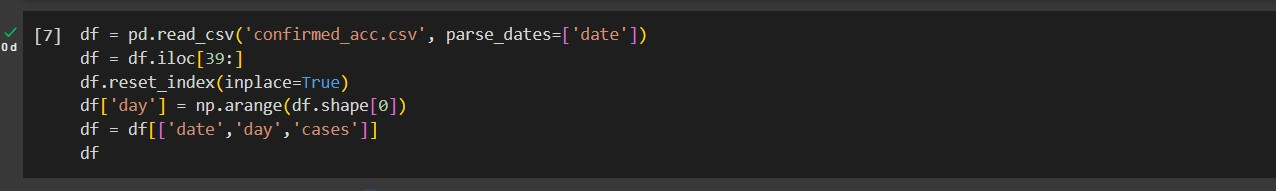 [7] df = pd.read_csv('confirmed_acc.csv', parse_dates=['date'])
df = df.iloc[39:]
df.reset_index(inplace=True)
df['day'] = np.arange(df.shape[0])
df = df[['date','day','cases']]
df
0d